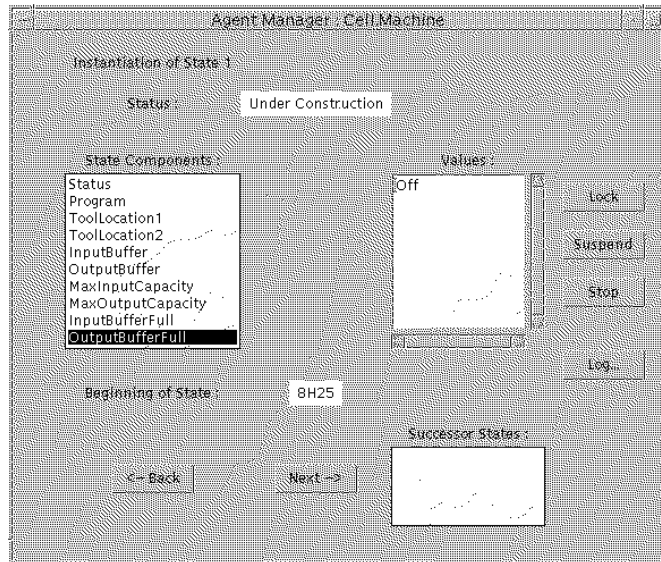 Agent Manager : Cell.Machine
Instantiation of State 1
Status : Under Construction
State Components :
Status
Program
ToolLocation1
ToolLocation2
InputBuffer
OutputBuffer
MaxInputCapacity
MaxOutputCapacity
InputBufferFull
OutputBufferFull
Values :
Off
Lock
Suspend
Stop
Log...
Beginning of State : 8H25
Successor States :
<- Back
Next ->